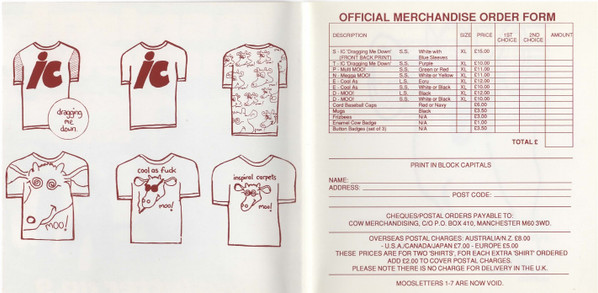 ic
ic
dragging
me
down.
MOO!
cool as fuck
moo!
inspiral carpets
moo!
OFFICIAL MERCHANDISE ORDER FORM
DESCRIPTION SIZE PRICE 1ST CHOICE 2ND CHOICE AMOUNT
S - IC 'Dragging Me Down' S.S. White with XL £15.00
(FRONT BACK PRINT) Blue Sleeves
T - IC 'Dragging Me Down' S.S. Purple XL £10.00
P - Multi MOO! S.S. Green or Red XL £11.00
N - Megga MOO! S.S. White or Yellow XL £11.00
E - Cool As L.S. Ecru XL £12.00
E - Cool As S.S. White or Black XL £10.00
D - MOO! L.S. Black XL £12.00
D - MOO! S.S. White or Black XL £10.00
Cord Baseball Caps Red or Navy £8.00
Mugs Black £3.50
Frisbees N/A £3.00
Enamel Cow Badge N/A £1.00
Button Badges (set of 3) N/A £3.50
TOTAL £
PRINT IN BLOCK CAPITALS
NAME:
ADDRESS:
POST CODE:
CHEQUES/POSTAL ORDERS PAYABLE TO:
COW MERCHANDISING, C/O P.O. BOX 410, MANCHESTER M60 3WD.
OVERSEAS POSTAL CHARGES: AUSTRALIA/N.Z. £8.00
- U.S.A./CANADA/JAPAN £7.00 - EUROPE £5.00
THESE PRICES ARE FOR TWO 'SHIRTS', FOR EACH EXTRA 'SHIRT' ORDERED
ADD £2.00 TO COVER POSTAL CHARGES.
PLEASE NOTE THERE IS NO CHARGE FOR DELIVERY IN THE U.K.
MOOSLETTERS 1-7 ARE NOW VOID.